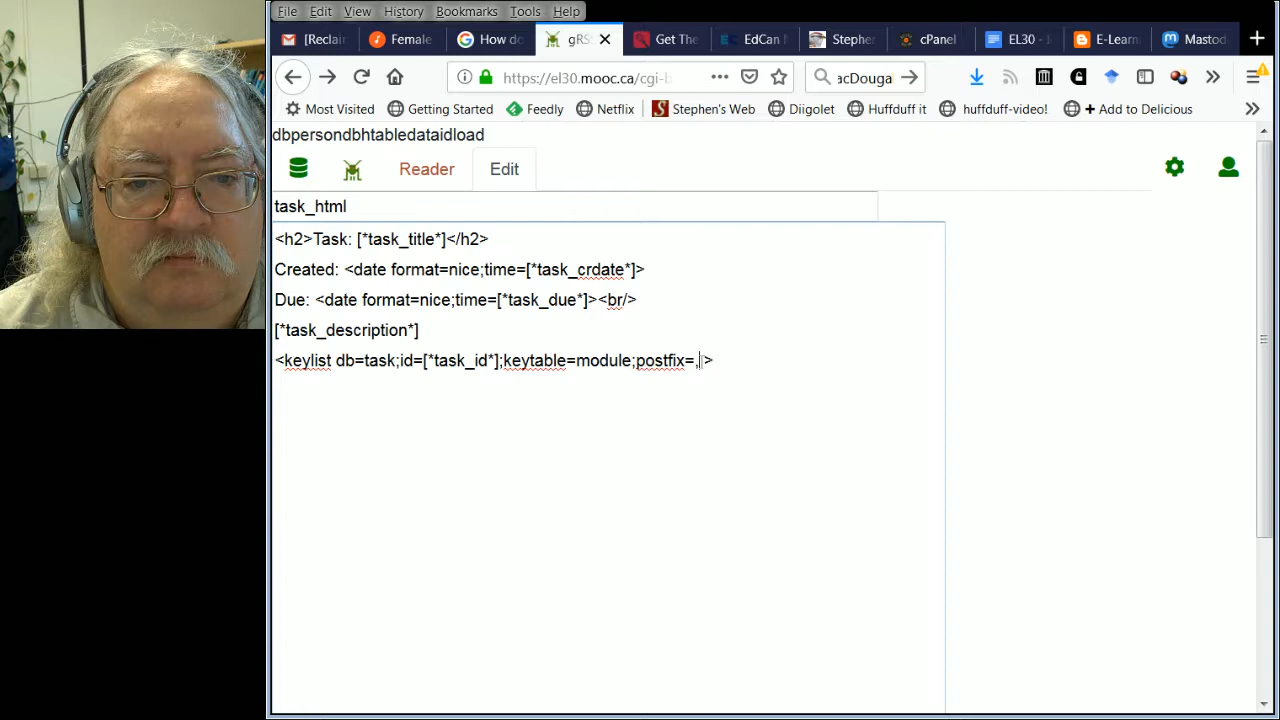 File Edit View History Bookmarks Tools Help
[Reclair Female How do gRS Get The EdCan Stepher cPanel EL30 - E-Learn Mastod
https://el30.mooc.ca/cgi-b acDouga
Most Visited Getting Started Feedly Netflix Stephen's Web Diigolet Huffduff it huffduff-video! + Add to Delicious
dbpersondbhtabledataidload
Reader Edit
task_html
<h2>Task: [*task_title*]</h2>
Created: <date format=nice;time=[*task_crdate*]>
Due: <date format=nice;time=[*task_due*]><br/>
[*task_description*]
<keylist db=task;id=[*task_id*];keytable=module;postfix=, >